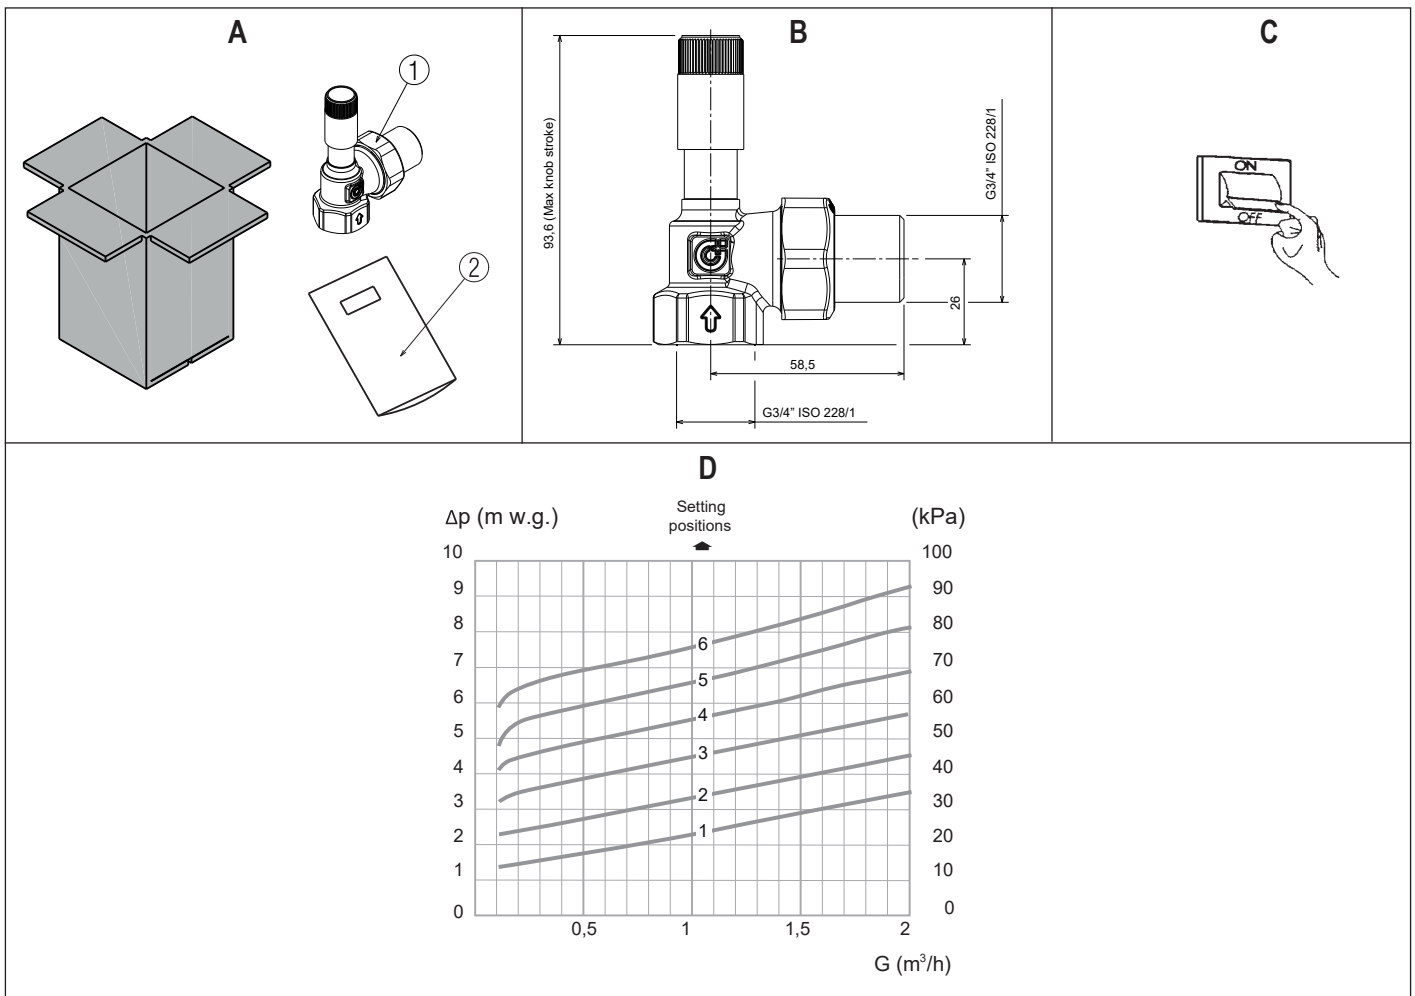 A
1
2
B
93,6 (Max knob stroke)
G3/4” ISO 228/1
26
58,5
G3/4” ISO 228/1
C
ON
OFF
D
Δp (m w.g.)
Setting
positions
(kPa)
10
9
8
7
6
5
4
3
2
1
0
6
5
4
3
2
1
100
90
80
70
60
50
40
30
20
10
0
0,5 1 1,5 2
G (m³/h)